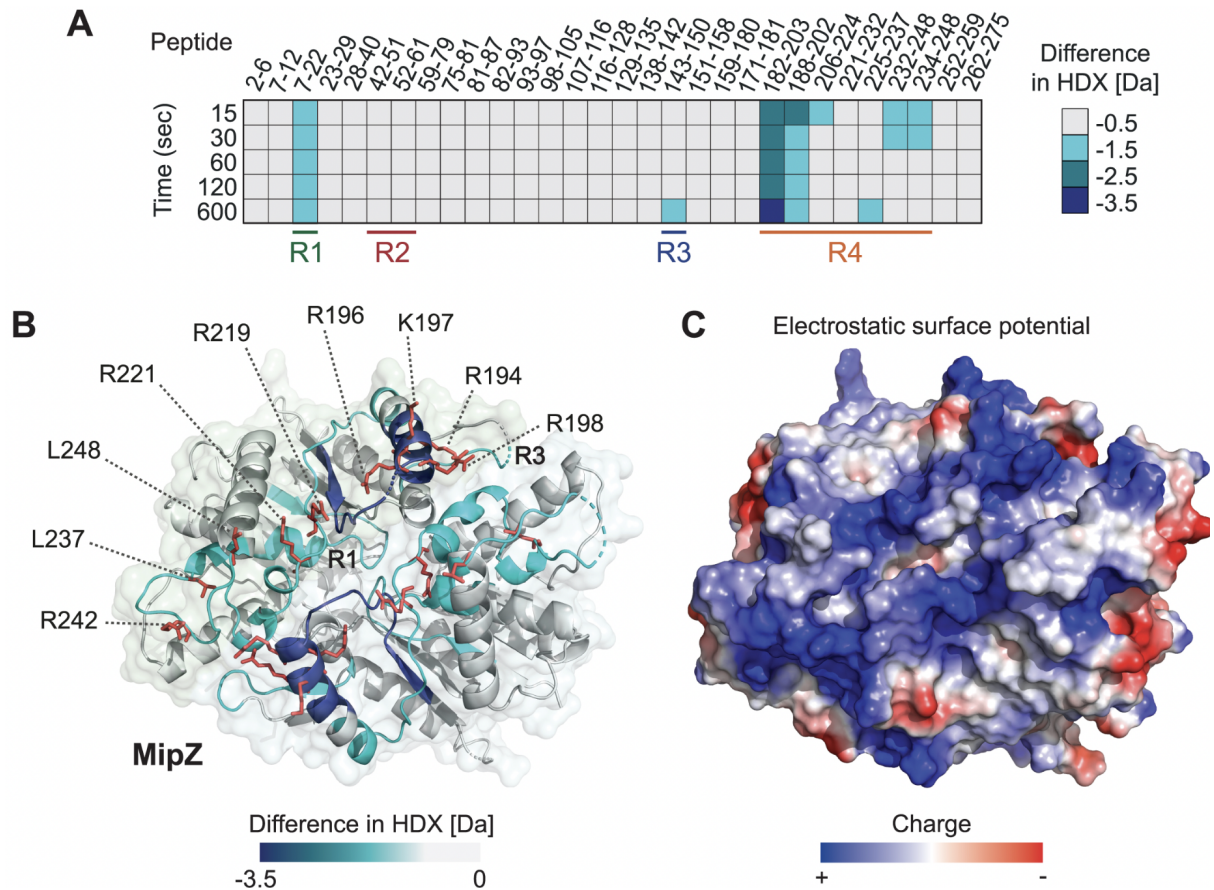 A
Peptide
2-6
7-12
7-22
23-29
28-40
42-51
52-61
59-79
75-81
81-87
82-93
93-97
98-105
107-116
116-128
129-135
138-142
143-150
151-158
159-180
171-181
182-203
188-202
206-224
221-232
225-237
232-248
234-248
252-259
262-275
Difference
in HDX [Da]
-0.5
-1.5
-2.5
-3.5
Time (sec)
15
30
60
120
600
R1
R2
R3
R4
B
R219
R196
K197
R221
R194
L248
R198
R3
L237
R1
R242
MipZ
Difference in HDX [Da]
-3.5
0
C
Electrostatic surface potential
Charge
+
-